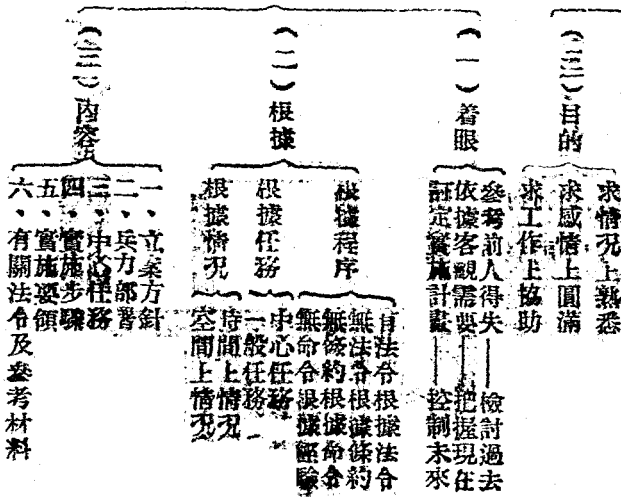 (三)目的
求情況上熟悉
求感情上圓滿
求工作上協助
(一)着眼
參考前人得失——檢討過去
依據客觀需要——把握現在
訂定實施計畫——控制未來
(二)根據
根據程序
有法令根據法令
無法令根據條約
無條約根據命令
無命令根據經驗
根據任務
中心任務
一般任務
根據情况
時間上情況
空間上情況
(三)內容
一、立案方針
二、兵力部署
三、中心任務
四、實施步驟
五、實施要領
六、有關法令及參考材料